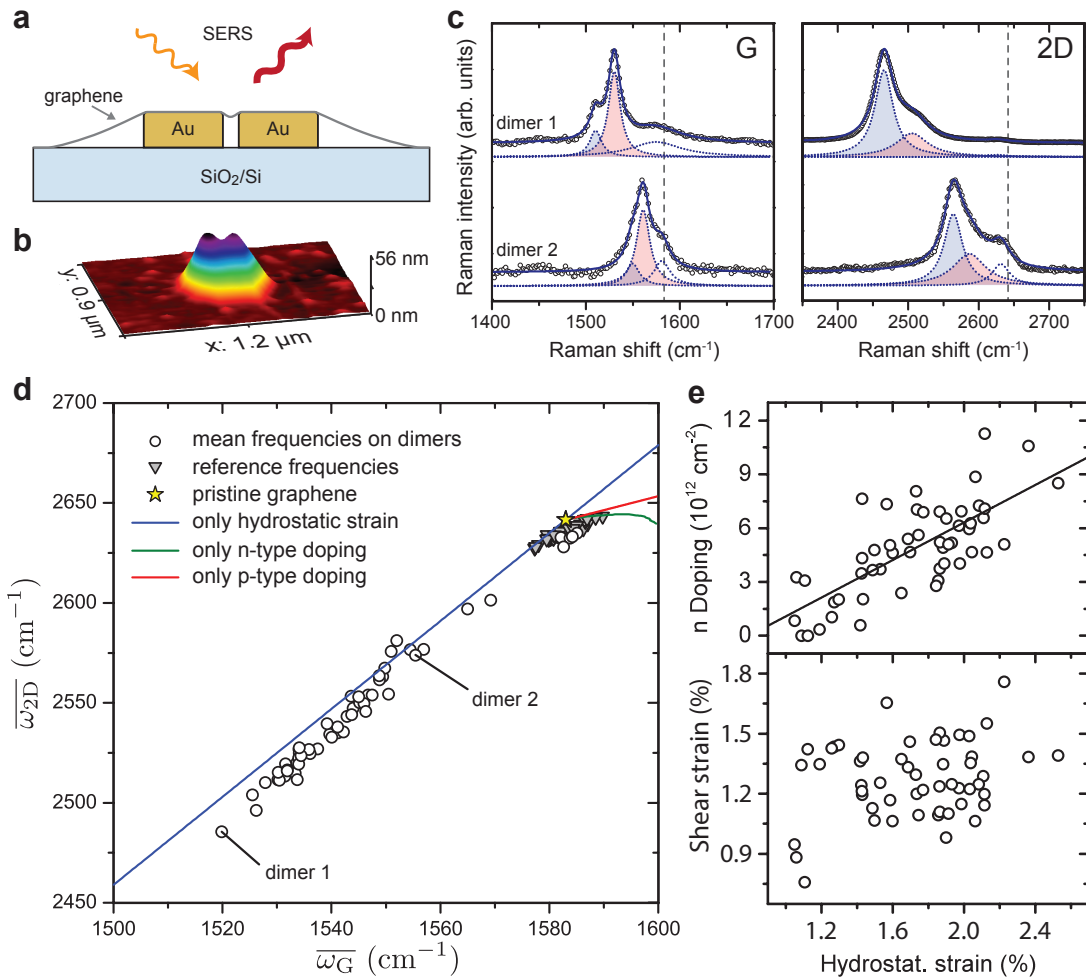 a
SERS
graphene
Au
Au
SiO₂/Si
b
56 nm
0 nm
y: 0.9 μm
x: 1.2 μm
c
Raman intensity (arb. units)
G
dimer 1
dimer 2
1400 1500 1600 1700
Raman shift (cm⁻¹)
2D
2400 2500 2600 2700
Raman shift (cm⁻¹)
d
2700
2650
2600
2550
2500
2450
ω2D (cm⁻¹)
mean frequencies on dimers
reference frequencies
pristine graphene
only hydrostatic strain
only n-type doping
only p-type doping
dimer 2
dimer 1
1500 1520 1540 1560 1580 1600
ωG (cm⁻¹)
e
n Doping (10¹² cm⁻²)
12
9
6
3
0
Shear strain (%)
1.8
1.5
1.2
0.9
1.2 1.6 2.0 2.4
Hydrostat. strain (%)